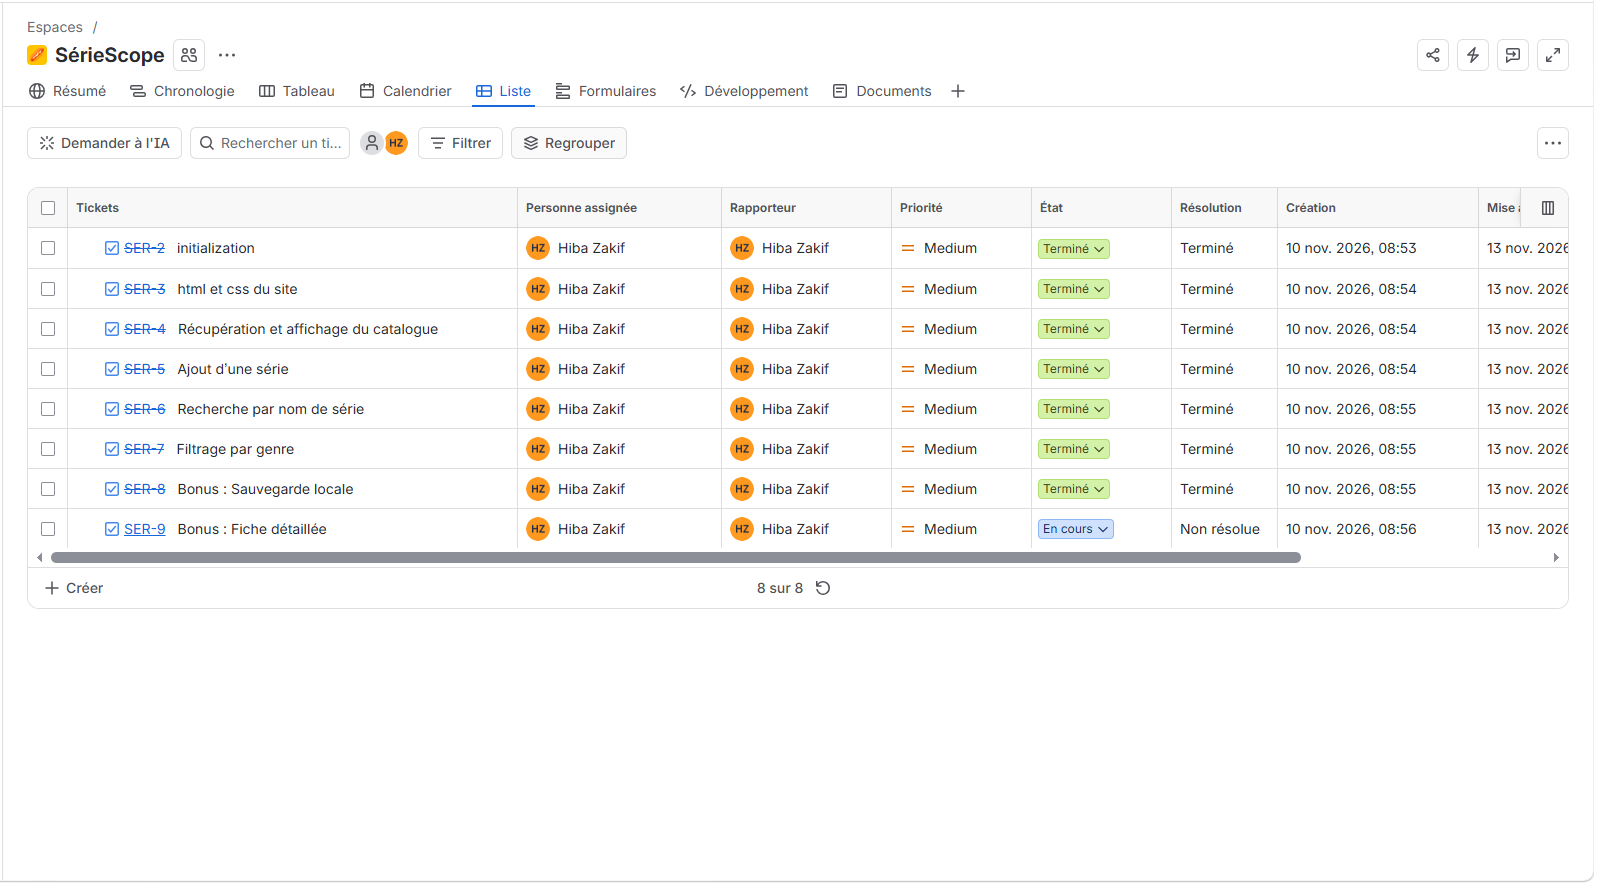 Espaces /
SérieScope
Résumé Chronologie Tableau Calendrier Liste Formulaires Développement Documents
Demander à l'IA Rechercher un ti... HZ Filtrer Regrouper
Tickets Personne assignée Rapporteur Priorité État Résolution Création Mise
SER-2 initialization HZ Hiba Zakif HZ Hiba Zakif Medium Terminé Terminé 10 nov. 2026, 08:53 13 nov. 2026
SER-3 html et css du site HZ Hiba Zakif HZ Hiba Zakif Medium Terminé Terminé 10 nov. 2026, 08:54 13 nov. 2026
SER-4 Récupération et affichage du catalogue HZ Hiba Zakif HZ Hiba Zakif Medium Terminé Terminé 10 nov. 2026, 08:54 13 nov. 2026
SER-5 Ajout d’une série HZ Hiba Zakif HZ Hiba Zakif Medium Terminé Terminé 10 nov. 2026, 08:54 13 nov. 2026
SER-6 Recherche par nom de série HZ Hiba Zakif HZ Hiba Zakif Medium Terminé Terminé 10 nov. 2026, 08:55 13 nov. 2026
SER-7 Filtrage par genre HZ Hiba Zakif HZ Hiba Zakif Medium Terminé Terminé 10 nov. 2026, 08:55 13 nov. 2026
SER-8 Bonus : Sauvegarde locale HZ Hiba Zakif HZ Hiba Zakif Medium Terminé Terminé 10 nov. 2026, 08:55 13 nov. 2026
SER-9 Bonus : Fiche détaillée HZ Hiba Zakif HZ Hiba Zakif Medium En cours Non résolue 10 nov. 2026, 08:56 13 nov. 2026
Créer 8 sur 8